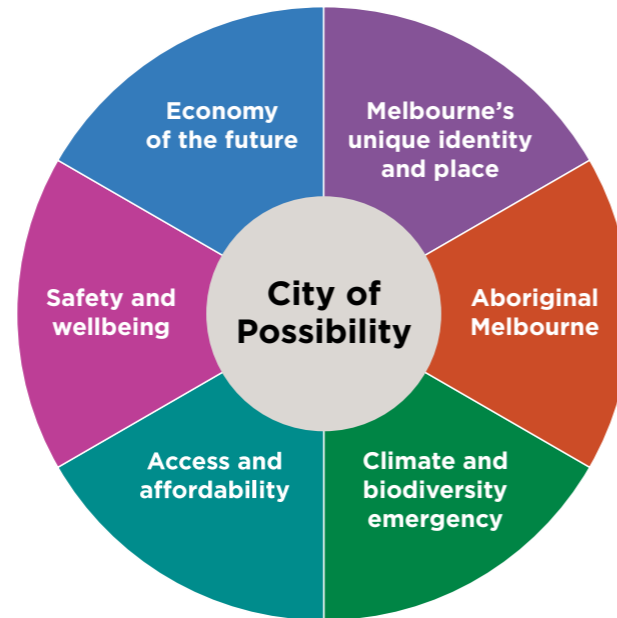 Economy
of the future
Melbourne’s
unique identity
and place
Safety and
wellbeing
City of
Possibility
Aboriginal
Melbourne
Access and
affordability
Climate and
biodiversity
emergency